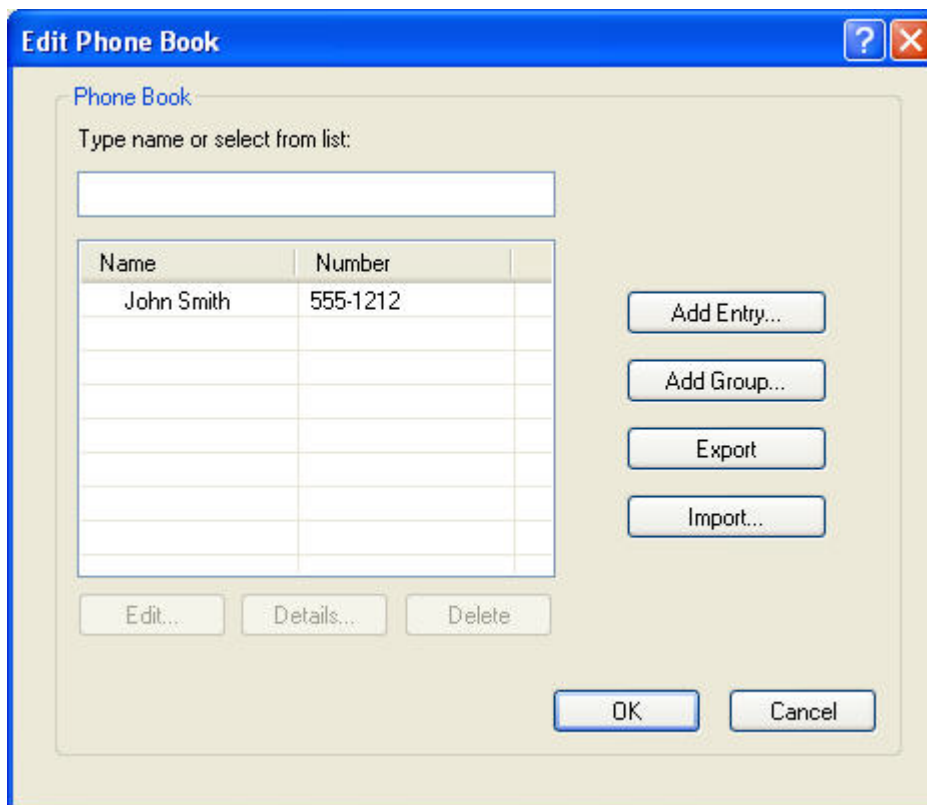 Edit Phone Book
Phone Book
Type name or select from list:
Name Number
John Smith 555-1212
Add Entry...
Add Group...
Export
Import...
Edit... Details... Delete
OK Cancel